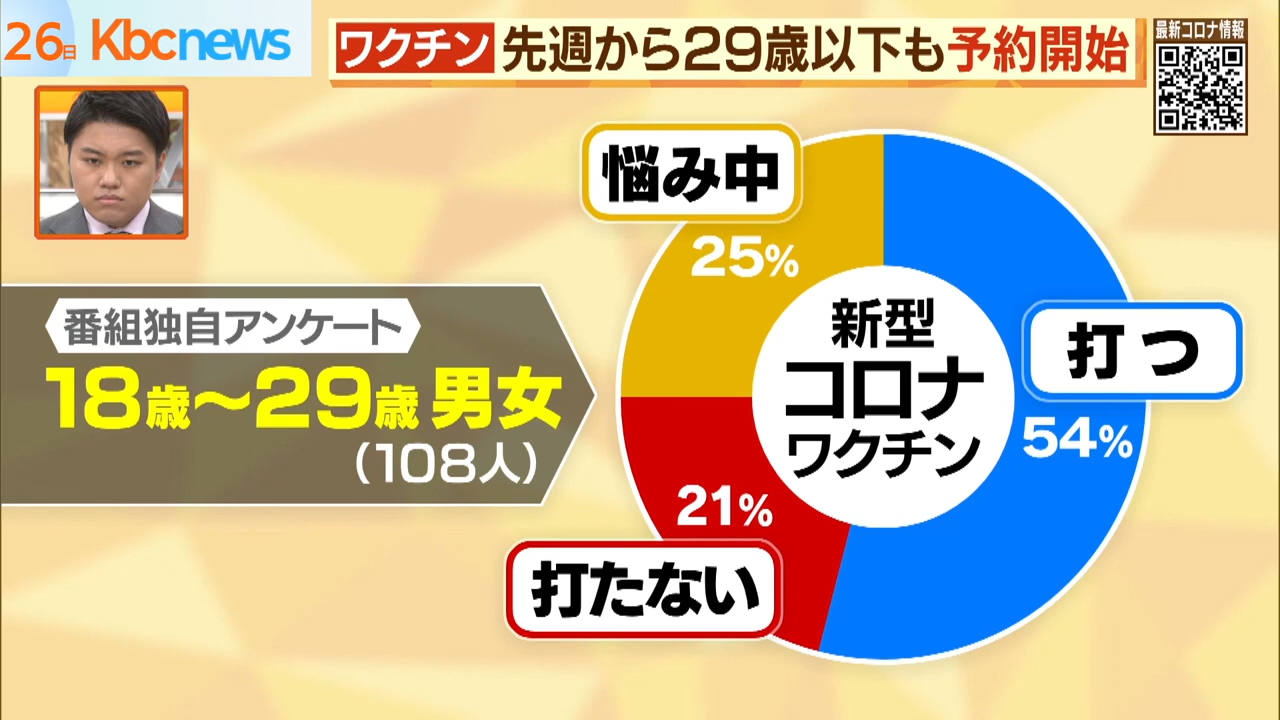 26日 Kbcnews
ワクチン 先週から29歳以下も予約開始
最新コロナ情報
悩み中
25%
新型
コロナ
ワクチン
打つ
54%
番組独自アンケート
18歳～29歳 男女
(108人)
21%
打たない